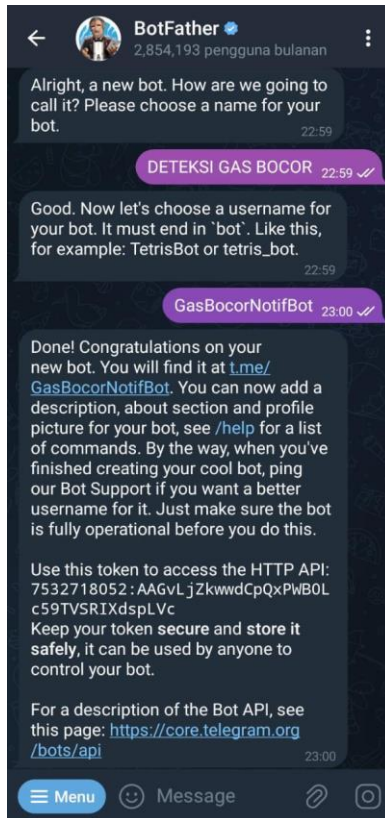 BotFather
2,854,193 pengguna bulanan
Alright, a new bot. How are we going to
call it? Please choose a name for your
bot.
22:59
DETEKSI GAS BOCOR 22:59
Good. Now let's choose a username for
your bot. It must end in `bot`. Like this,
for example: TetrisBot or tetris_bot.
22:59
GasBocorNotifBot 23:00
Done! Congratulations on your
new bot. You will find it at t.me/
GasBocorNotifBot. You can now add a
description, about section and profile
picture for your bot, see /help for a list
of commands. By the way, when you've
finished creating your cool bot, ping
our Bot Support if you want a better
username for it. Just make sure the bot
is fully operational before you do this.
Use this token to access the HTTP API:
7532718052:AAGvLjZkwwdCpQxPWB0L
c59TVSRIXdspLVc
Keep your token secure and store it
safely, it can be used by anyone to
control your bot.
For a description of the Bot API, see
this page: https://core.telegram.org
/bots/api
23:00
Menu
Message